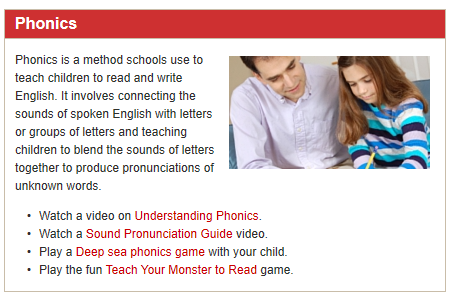 Phonics
Phonics is a method schools use to
teach children to read and write
English. It involves connecting the
sounds of spoken English with letters
or groups of letters and teaching
children to blend the sounds of letters
together to produce pronunciations of
unknown words.
• Watch a video on Understanding Phonics.
• Watch a Sound Pronunciation Guide video.
• Play a Deep sea phonics game with your child.
• Play the fun Teach Your Monster to Read game.